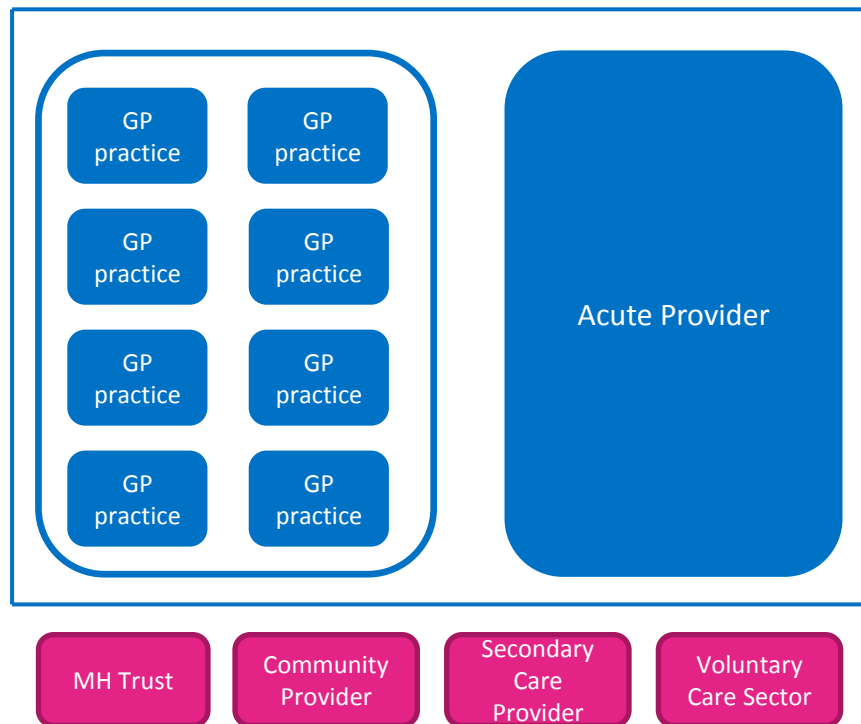 GP
practice
GP
practice
GP
practice
GP
practice
GP
practice
GP
practice
GP
practice
GP
practice
Acute Provider
MH Trust
Community
Provider
Secondary
Care
Provider
Voluntary
Care Sector